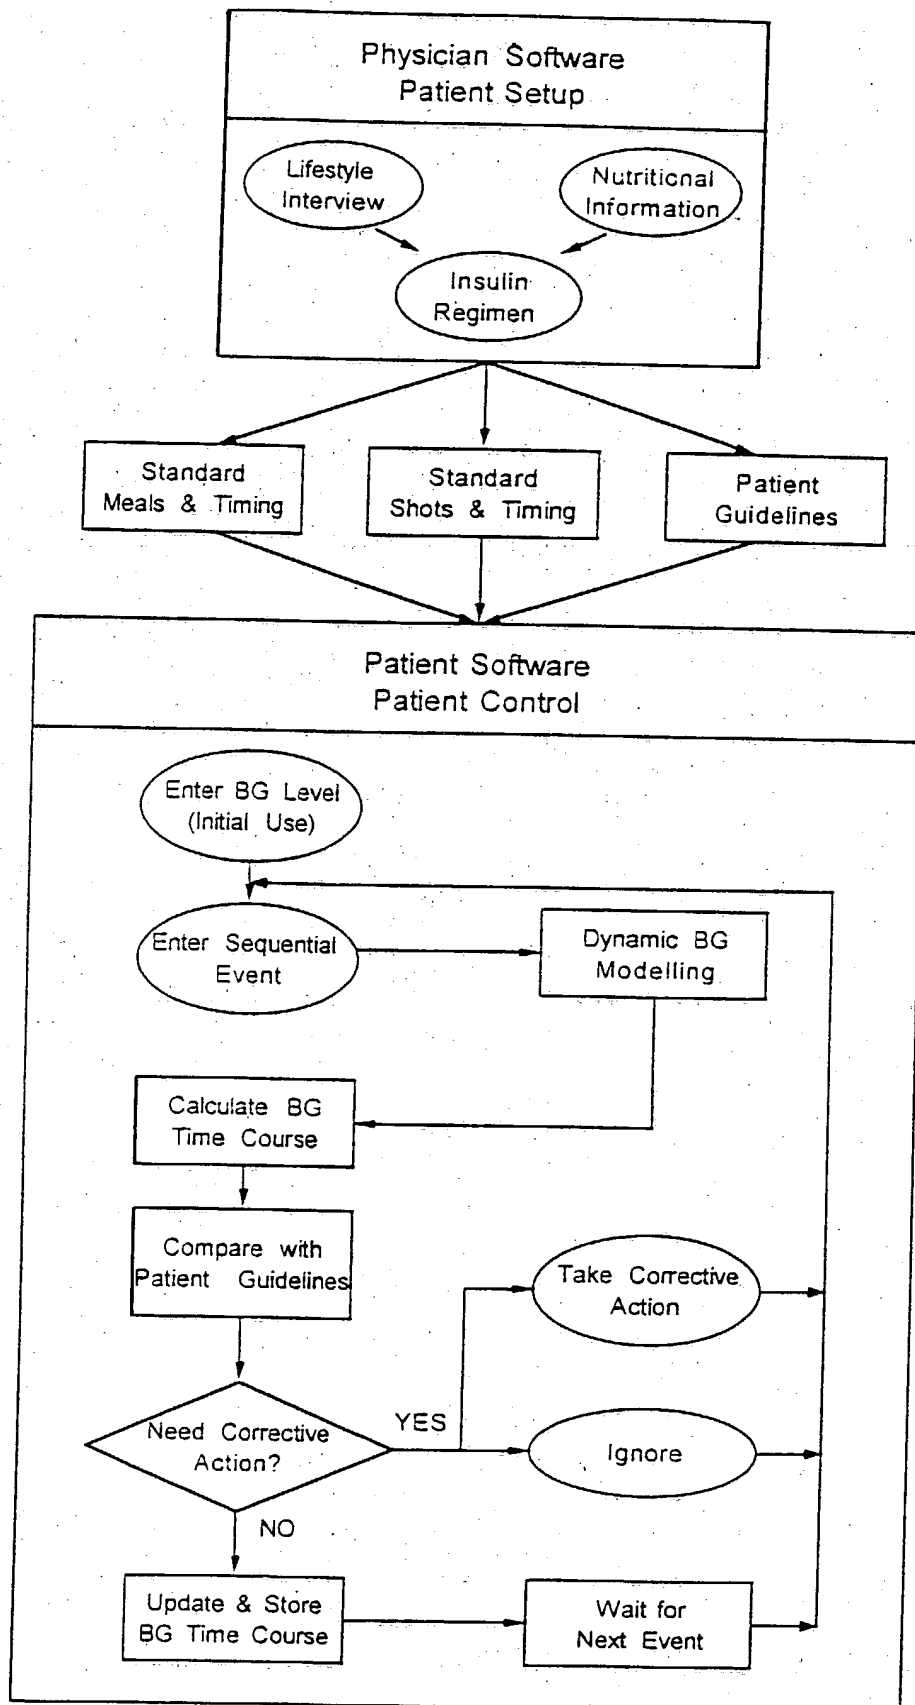 Physician Software
Patient Setup
Lifestyle
Interview
Nutritional
Information
Insulin
Regimen
Standard
Meals & Timing
Standard
Shots & Timing
Patient
Guidelines
Patient Software
Patient Control
Enter BG Level
(Initial Use)
Enter Sequential
Event
Dynamic BG
Modelling
Calculate BG
Time Course
Compare with
Patient Guidelines
Take Corrective
Action
Need Corrective
Action?
YES
Ignore
NO
Update & Store
BG Time Course
Wait for
Next Event